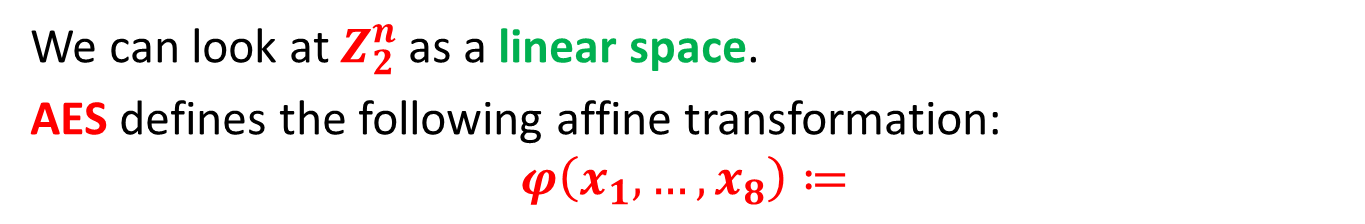 We can look at Z₂ⁿ as a linear space.
AES defines the following affine transformation:
φ(x₁, … , x₈) ≔